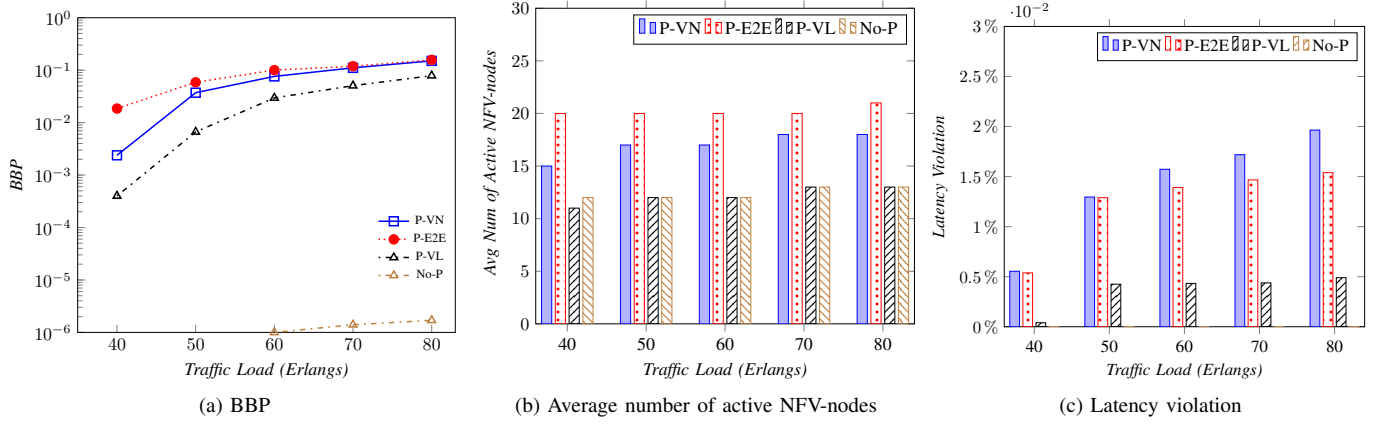 10^0
10^{-1}
10^{-2}
10^{-3}
10^{-4}
10^{-5}
10^{-6}
BBP
P-VN
P-E2E
P-VL
No-P
40 50 60 70 80
Traffic Load (Erlangs)
(a) BBP
30
25
20
15
10
5
0
Avg Num of Active NFV-nodes
P-VN P-E2E P-VL No-P
40 50 60 70 80
Traffic Load (Erlangs)
(b) Average number of active NFV-nodes
·10^{-2}
3 %
2.5 %
2 %
1.5 %
1 %
0.5 %
0 %
Latency Violation
P-VN P-E2E P-VL No-P
40 50 60 70 80
Traffic Load (Erlangs)
(c) Latency violation